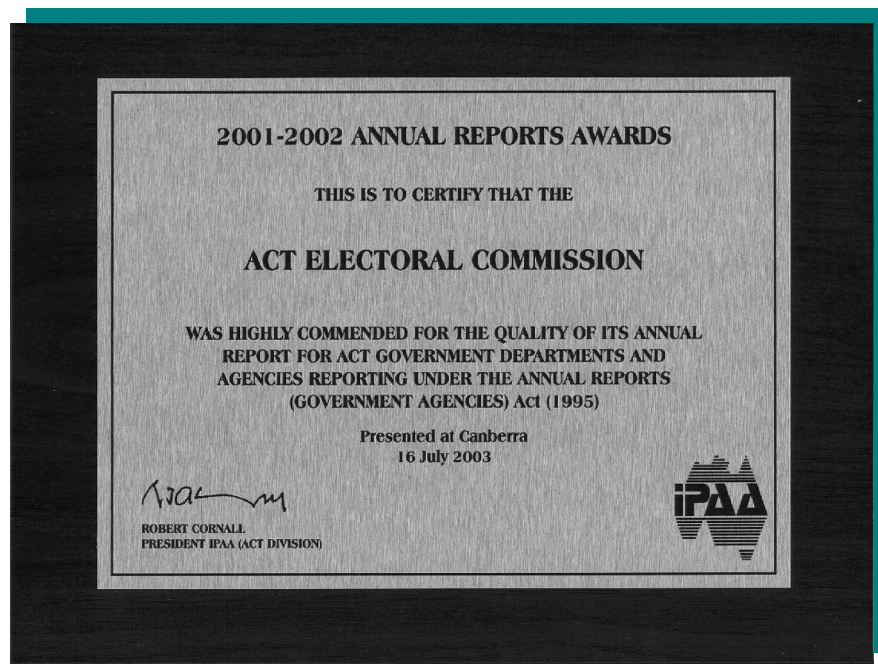 2001-2002 ANNUAL REPORTS AWARDS
THIS IS TO CERTIFY THAT THE
ACT ELECTORAL COMMISSION
WAS HIGHLY COMMENDED FOR THE QUALITY OF ITS ANNUAL
REPORT FOR ACT GOVERNMENT DEPARTMENTS AND
AGENCIES REPORTING UNDER THE ANNUAL REPORTS
(GOVERNMENT AGENCIES) Act (1995)
Presented at Canberra
16 July 2003
ROBERT CORNALL
PRESIDENT IPAA (ACT DIVISION)
iPAA